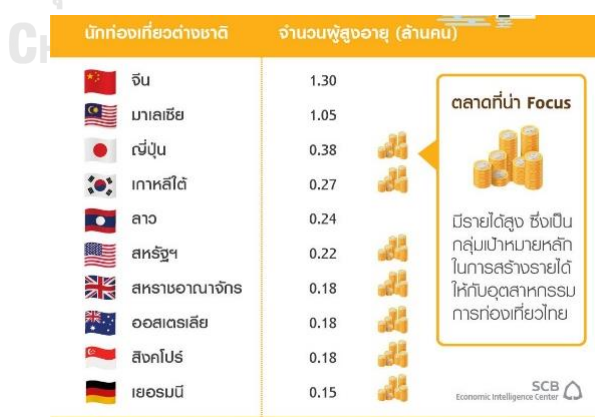 นักท่องเที่ยวต่างชาติ จำนวนผู้สูงอายุ (ล้านคน)
จีน 1.30
มาเลเซีย 1.05
ญี่ปุ่น 0.38
เกาหลีใต้ 0.27
ลาว 0.24
สหรัฐฯ 0.22
สหราชอาณาจักร 0.18
ออสเตรเลีย 0.18
สิงคโปร์ 0.18
เยอรมนี 0.15
ตลาดที่น่า Focus
มีรายได้สูง ซึ่งเป็น
กลุ่มเป้าหมายหลัก
ในการสร้างรายได้
ให้กับอุตสาหกรรม
การท่องเที่ยวไทย
SCB
Economic Intelligence Center